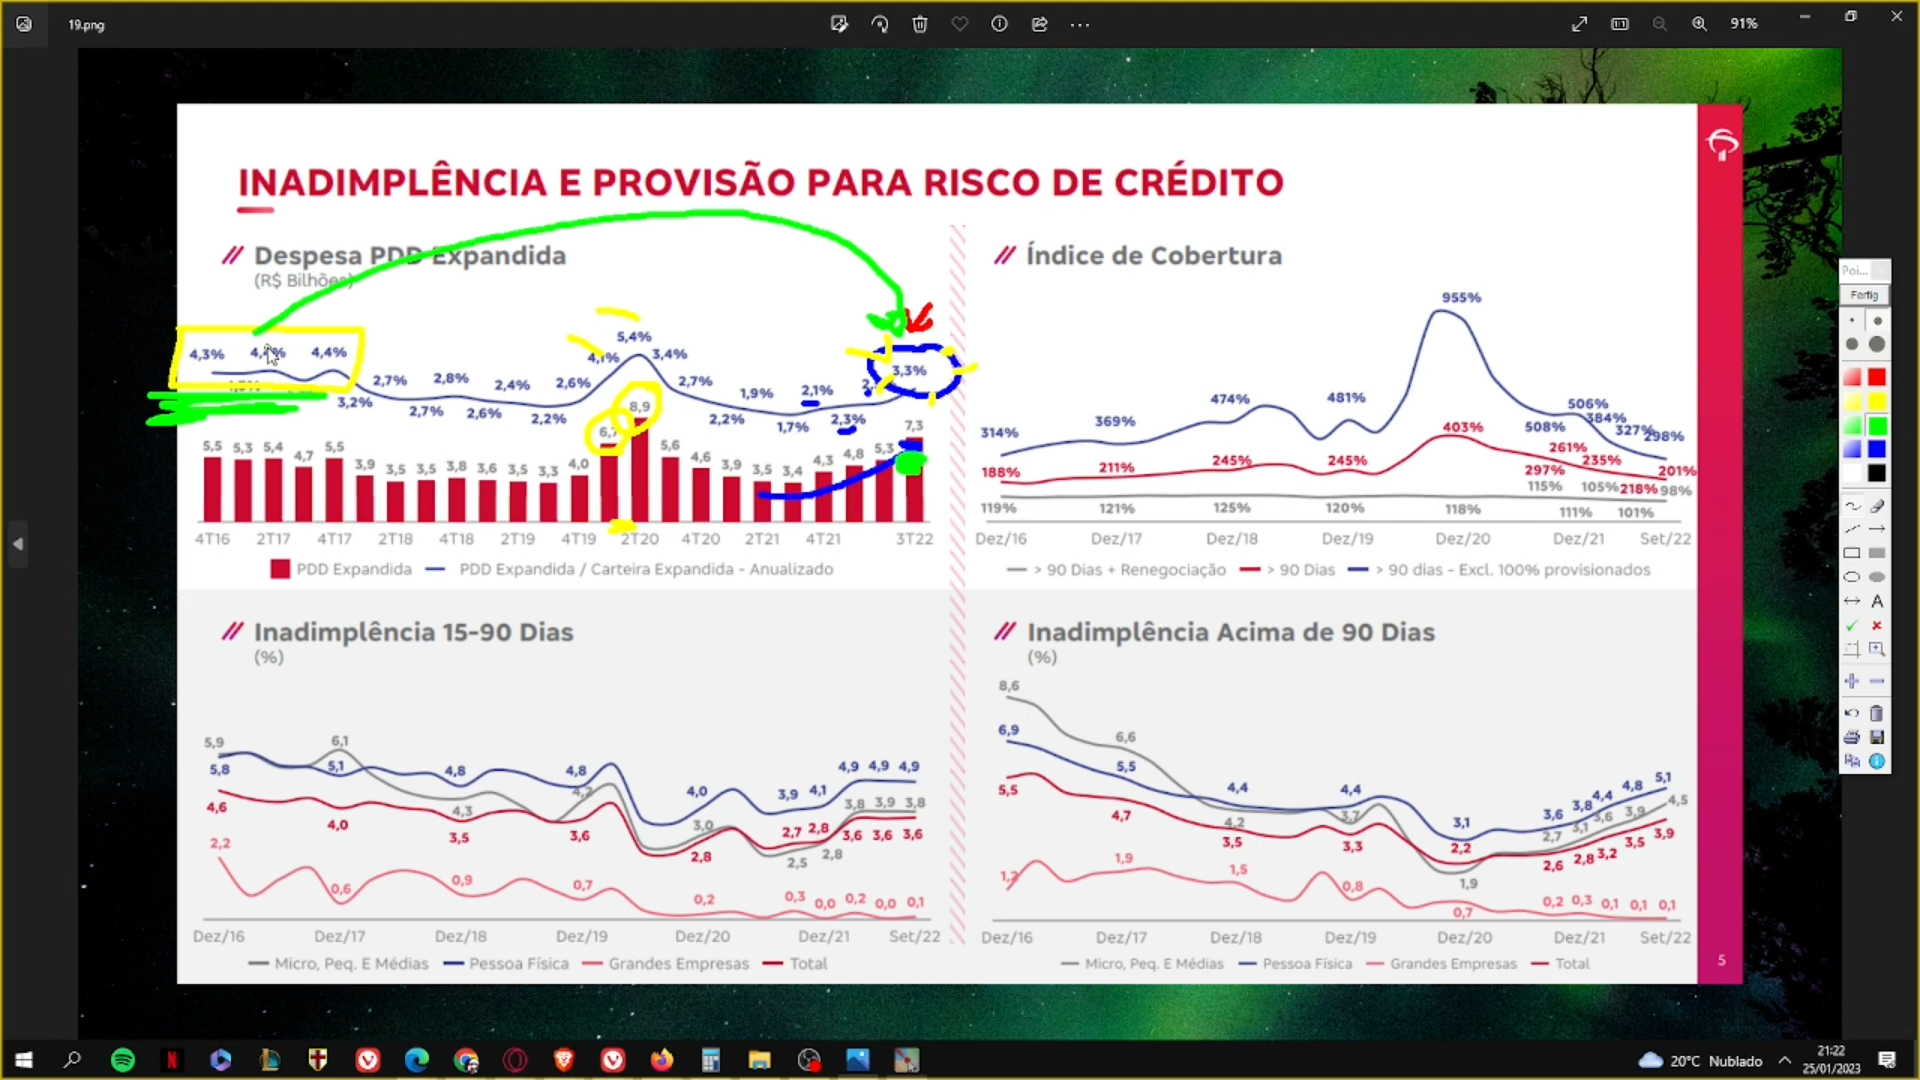 19.png
91%
INADIMPLÊNCIA E PROVISÃO PARA RISCO DE CRÉDITO
Despesa PDD Expandida
(R$ Bilhões)
4,3% 4,4%
5,4%
4,1% 3,4%
3,3%
2,7% 2,8% 2,4% 2,6% 2,7% 1,9% 2,1%
3,2% 2,7% 2,6% 2,2% 2,2% 1,7% 2,3%
5,5 5,3 5,4 4,7 5,5 3,9 3,5 3,5 3,8 3,6 3,5 3,3 4,0 8,9 5,6 4,6 3,9 3,5 3,4 4,3 4,8 5,3 7,3
4T16 2T17 4T17 2T18 4T18 2T19 4T19 2T20 4T20 2T21 4T21 3T22
PDD Expandida PDD Expandida / Carteira Expandida - Anualizado
Índice de Cobertura
314% 369% 474% 481% 955% 508% 506% 384% 327% 298%
188% 211% 245% 245% 403% 297% 261% 235% 218% 201%
119% 121% 125% 120% 118% 115% 111% 105% 101% 98%
Dez/16 Dez/17 Dez/18 Dez/19 Dez/20 Dez/21 Set/22
> 90 Dias + Renegociação > 90 Dias > 90 dias - Excl. 100% provisionados
Inadimplência 15-90 Dias
(%)
5,9 6,1 4,3 4,2 3,0 2,5 2,8 3,8 3,9 3,8
5,8 5,1 4,8 4,8 4,0 3,9 4,1 4,9 4,9 4,9
4,6 4,0 3,5 3,6 2,8 2,7 2,8 3,6 3,6 3,6
2,2 0,6 0,9 0,7 0,2 0,3 0,0 0,2 0,0 0,1
Dez/16 Dez/17 Dez/18 Dez/19 Dez/20 Dez/21 Set/22
Micro, Peq. E Médias Pessoa Física Grandes Empresas Total
Inadimplência Acima de 90 Dias
(%)
8,6 6,6 4,2 3,7 1,9 2,7 3,1 3,6 3,9 4,5
6,9 5,5 4,4 4,4 3,1 3,6 3,8 4,4 4,8 5,1
5,5 4,7 3,5 3,3 2,2 2,6 2,8 3,2 3,5 3,9
1,2 1,9 1,5 0,8 0,7 0,2 0,3 0,1 0,1 0,1
Dez/16 Dez/17 Dez/18 Dez/19 Dez/20 Dez/21 Set/22
Micro, Peq. E Médias Pessoa Física Grandes Empresas Total
5
Poi...
Fertig
A
20°C Nublado
21:22
25/01/2023